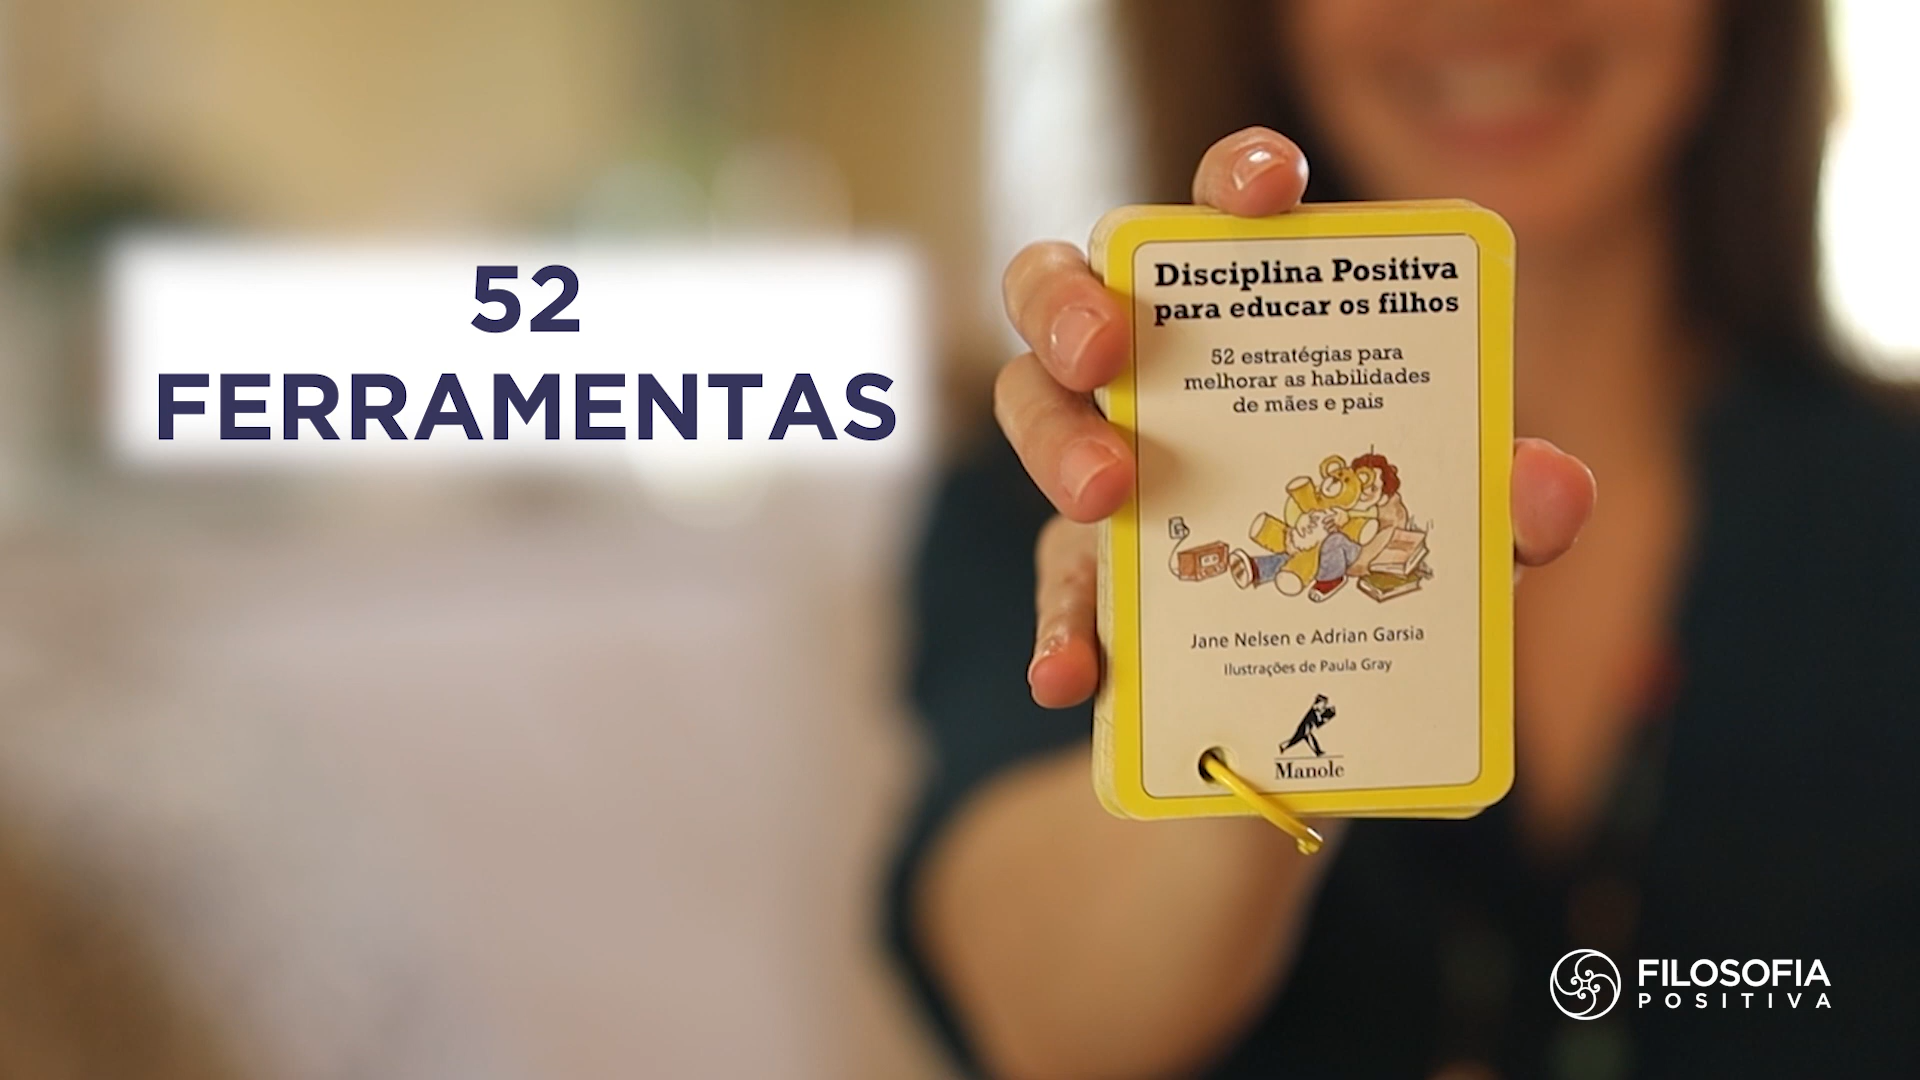 52
FERRAMENTAS
Disciplina Positiva
para educar os filhos
52 estratégias para
melhorar as habilidades
de mães e pais
Jane Nelsen e Adrian Garsia
Ilustrações de Paula Gray
Manole
FILOSOFIA
POSITIVA